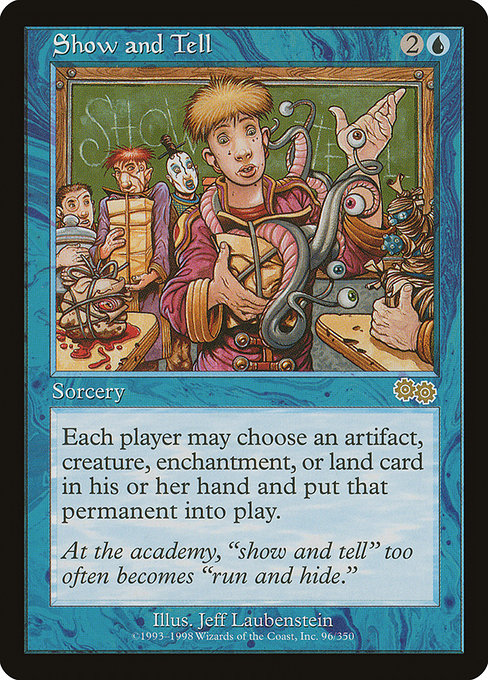 Show and Tell 2
SHOW
TE
Sorcery
Each player may choose an artifact,
creature, enchantment, or land card
in his or her hand and put that
permanent into play.
At the academy, “show and tell” too
often becomes “run and hide.”
Illus. Jeff Laubenstein
©1993–1998 Wizards of the Coast, Inc. 96/350